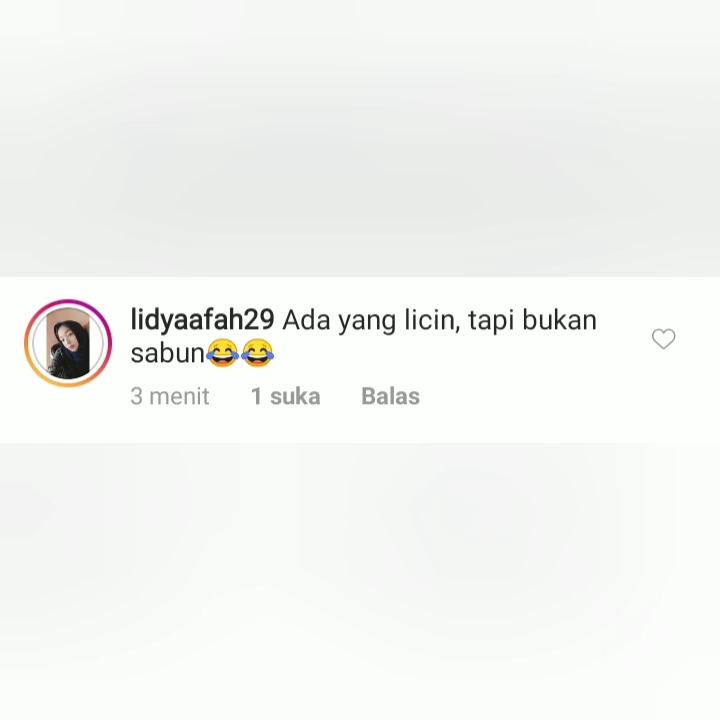 lidyaafah29 Ada yang licin, tapi bukan
sabun😂😂
3 menit 1 suka Balas